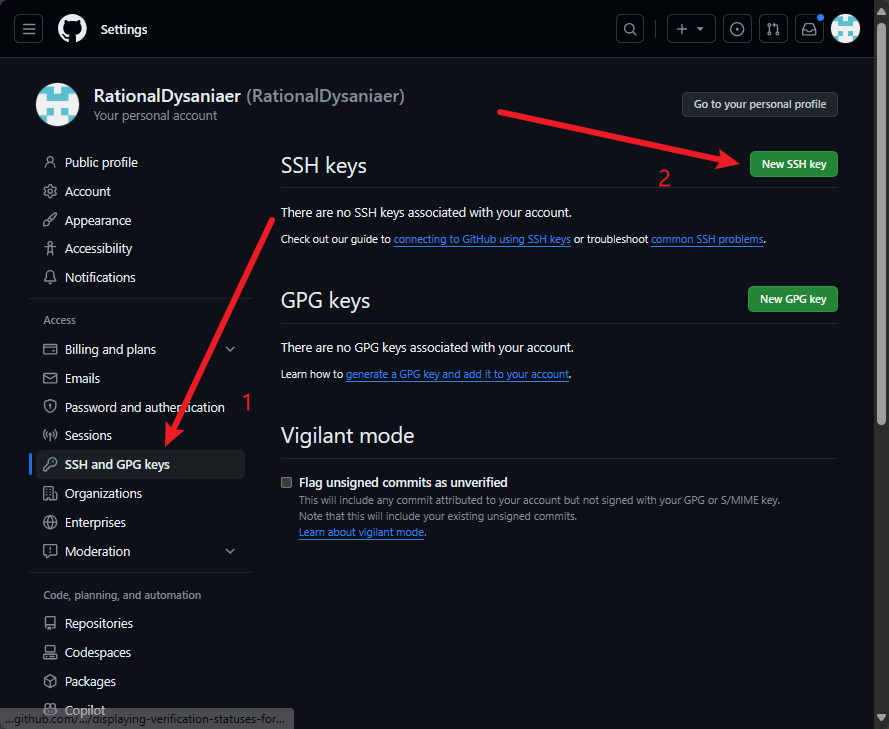 Settings
RationalDysaniaer (RationalDysaniaer)
Your personal account
Go to your personal profile
Public profile
Account
Appearance
Accessibility
Notifications
Access
Billing and plans
Emails
Password and authentication
1
Sessions
SSH and GPG keys
Organizations
Enterprises
Moderation
Code, planning, and automation
Repositories
Codespaces
Packages
Copilot
...github.com/.../displaying-verification-statuses-for...
SSH keys
New SSH key
2
There are no SSH keys associated with your account.
Check out our guide to connecting to GitHub using SSH keys or troubleshoot common SSH problems.
GPG keys
New GPG key
There are no GPG keys associated with your account.
Learn how to generate a GPG key and add it to your account.
Vigilant mode
Flag unsigned commits as unverified
This will include any commit attributed to your account but not signed with your GPG or S/MIME key.
Note that this will include your existing unsigned commits.
Learn about vigilant mode.